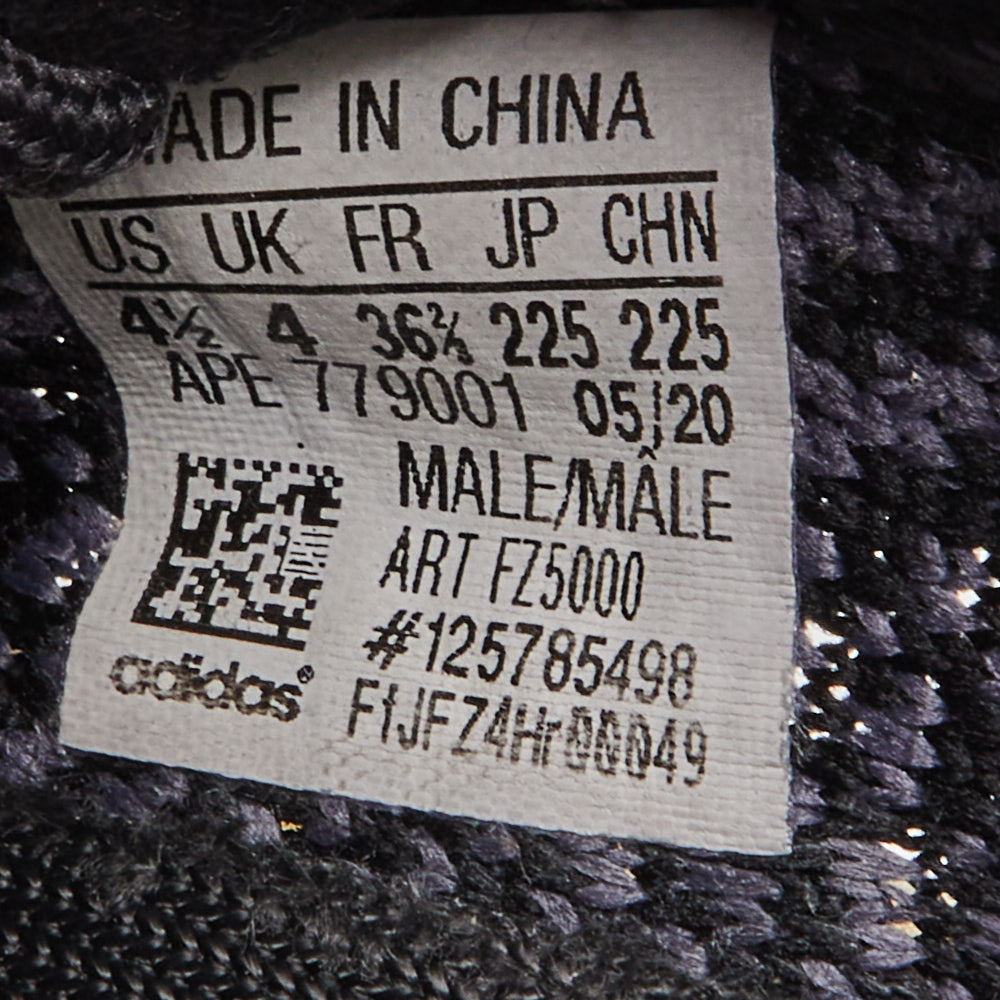 MADE IN CHINA
US UK FR JP CHN
4½ 4 36⅔ 225 225
APE 779001 05/20
MALE/MÂLE
ART FZ5000
#125785498
adidas®